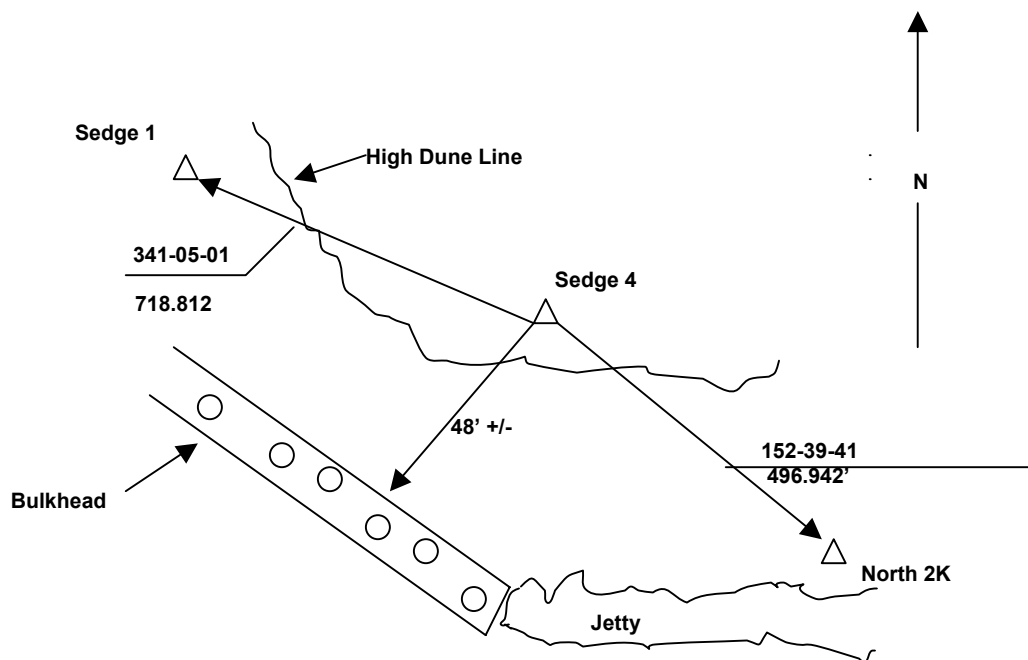 Sedge 1
High Dune Line
N
341-05-01
718.812
Sedge 4
48’ +/-
152-39-41
496.942’
Bulkhead
North 2K
Jetty